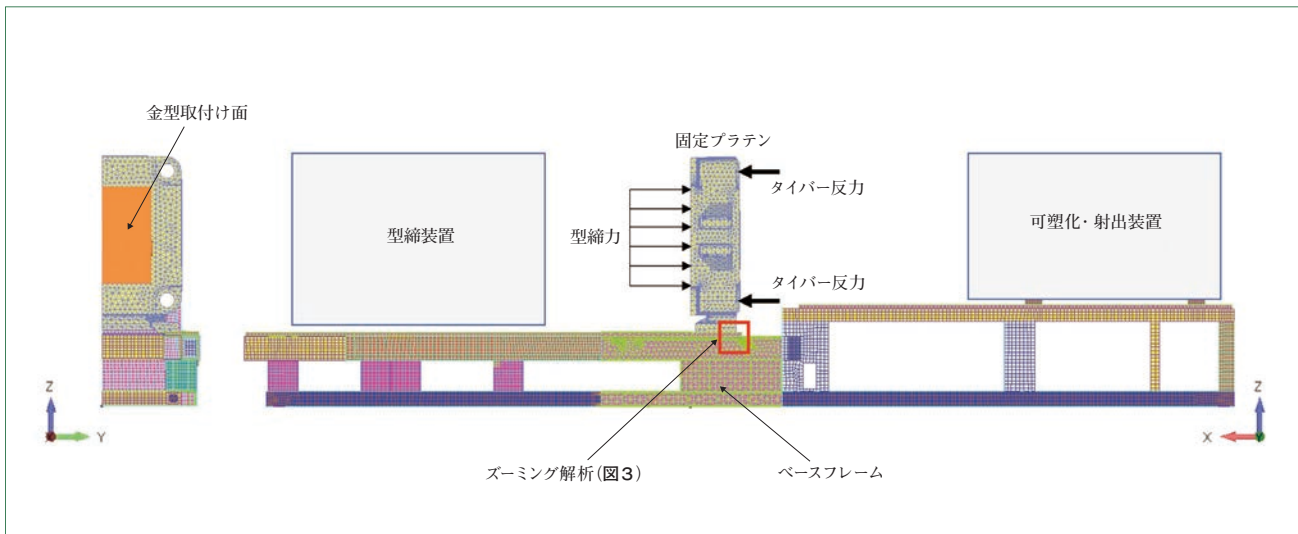 金型取付け面
固定プラテン
タイバー反力
型締装置
型締力
可塑化・射出装置
タイバー反力
Z
Y
Z
X
Y
ズーミング解析(図3)
ベースフレーム